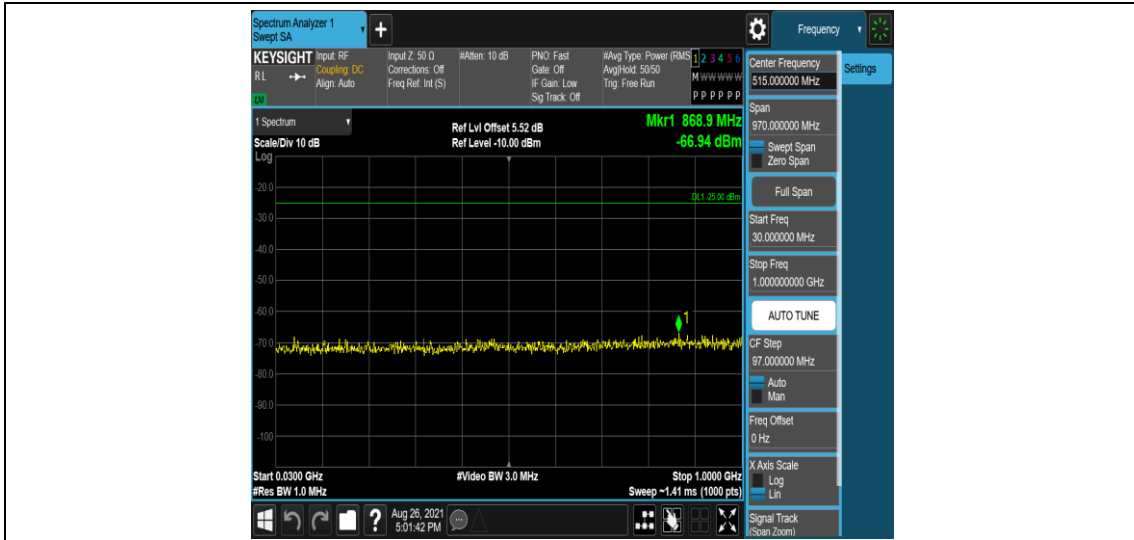 Spectrum Analyzer 1
Swept SA
+
Frequency
KEYSIGHT
Input: RF
Input Z: 50 Ω
#Atten: 10 dB
PNO: Fast
#Avg Type: Power (RMS
1 2 3 4 5 6
RL
Coupling: DC
Corrections: Off
Gate: Off
Avg|Hold: 50/50
M W W W W W
Align: Auto
Freq Ref: Int (S)
IF Gain: Low
Trig: Free Run
Sig Track: Off
P P P P P P
1 Spectrum
Ref Lvl Offset 5.52 dB
Mkr1 868.9 MHz
Scale/Div 10 dB
Ref Level -10.00 dBm
-66.94 dBm
Log
-20.0
DL1 -25.00 dBm
-30.0
-40.0
-50.0
-60.0
1
-70.0
-80.0
-90.0
-100
Start 0.0300 GHz
#Video BW 3.0 MHz
Stop 1.0000 GHz
#Res BW 1.0 MHz
Sweep ~1.41 ms (1000 pts)
?
Aug 26, 2021
5:01:42 PM
Center Frequency
515.000000 MHz
Settings
Span
970.000000 MHz
Swept Span
Zero Span
Full Span
Start Freq
30.000000 MHz
Stop Freq
1.000000000 GHz
AUTO TUNE
CF Step
97.000000 MHz
Auto
Man
Freq Offset
0 Hz
X Axis Scale
Log
Lin
Signal Track
(Span Zoom)